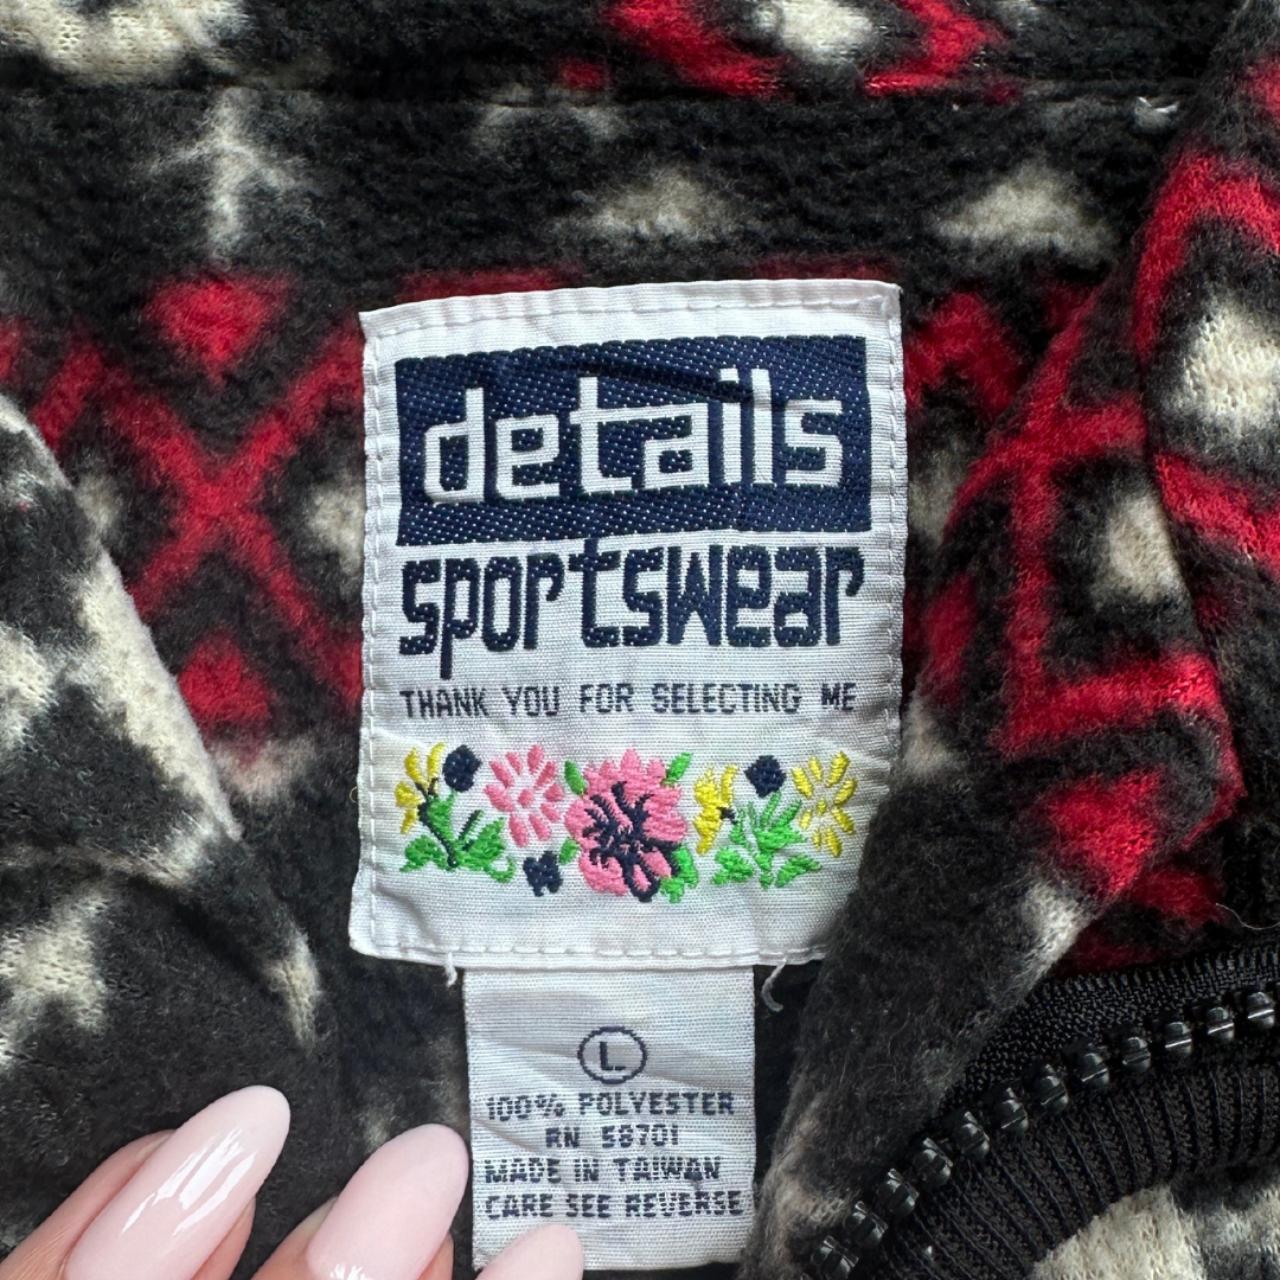 details
sportswear
THANK YOU FOR SELECTING ME
L
100% POLYESTER
RN 58701
MADE IN TAIWAN
CARE SEE REVERSE